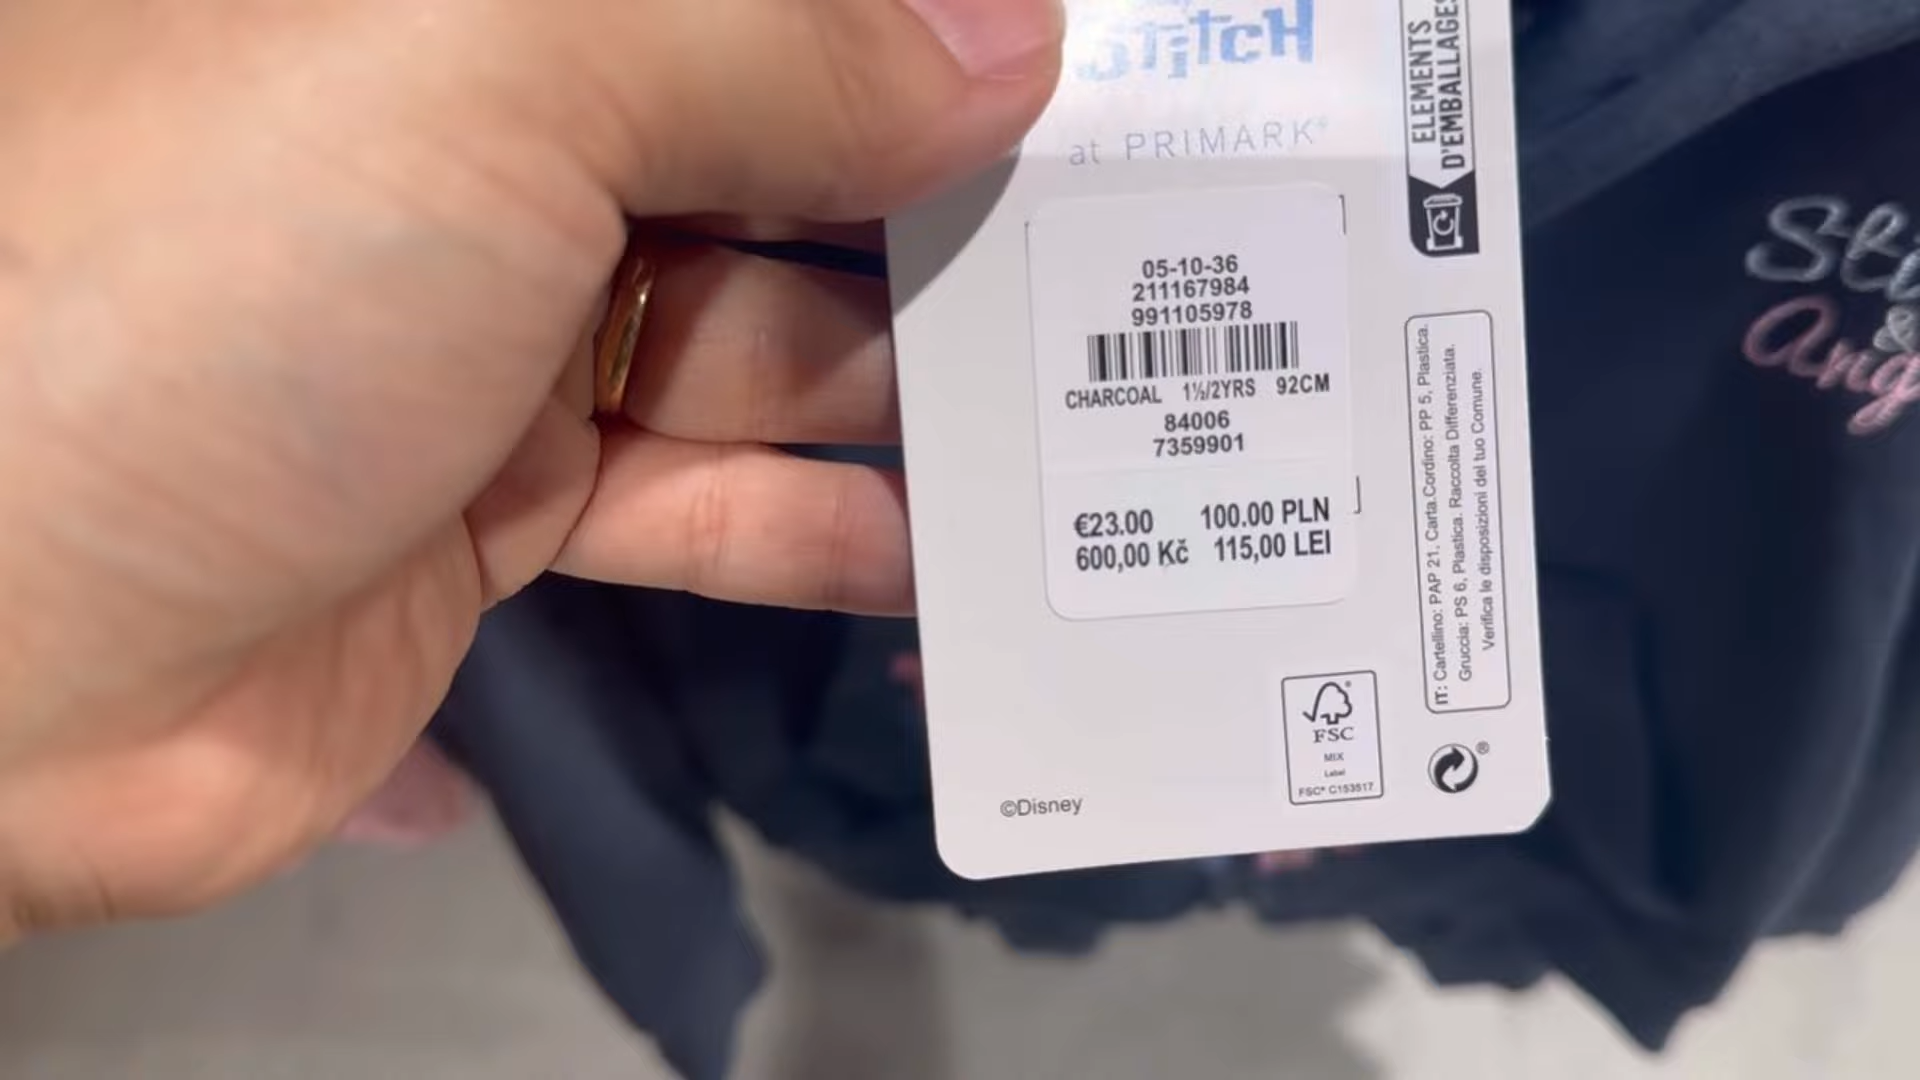 Stitch
at PRIMARK®
ELEMENTS
D'EMBALLAGES
05-10-36
211167984
991105978
CHARCOAL 1½/2YRS 92CM
84006
7359901
€23.00 100.00 PLN
600,00 Kč 115,00 LEI
IT: Cartellino: PAP 21, Carta.Cordino: PP 5, Plastica.
Gruccia: PS 6, Plastica. Raccolta Differenziata.
Verifica le disposizioni del tuo Comune.
FSC
MIX
Label
FSC® C153517
©Disney
&